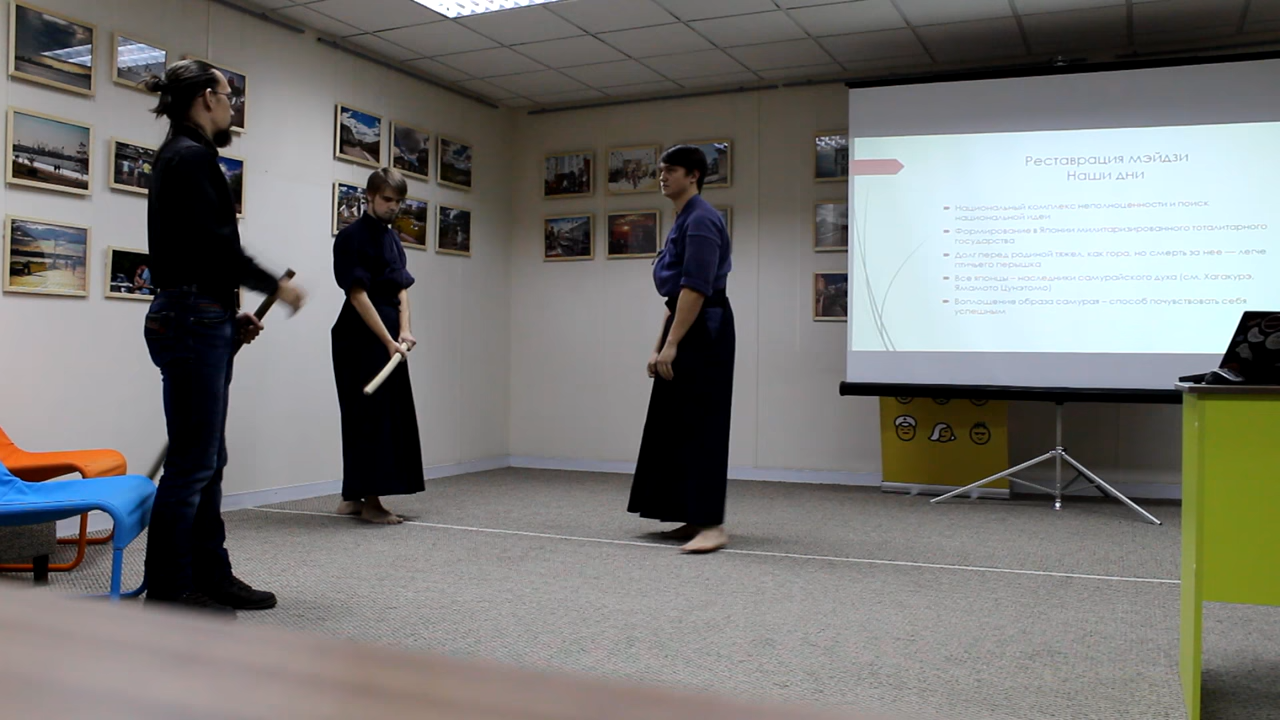 Реставрация мэйдзи
Наши дни
Национальный комплекс неполноценности и поиск
национальной идеи
Формирование в Японии милитаризированного тоталитарного
государства
Долг перед родиной тяжел, как гора, но смерть за нее — легче
птичьего перышка
Все японцы – наследники самурайского духа (см. Хагакурэ,
Ямамато Цунэтомо)
Воплощение образа самурая – способ почувствовать себя
успешным